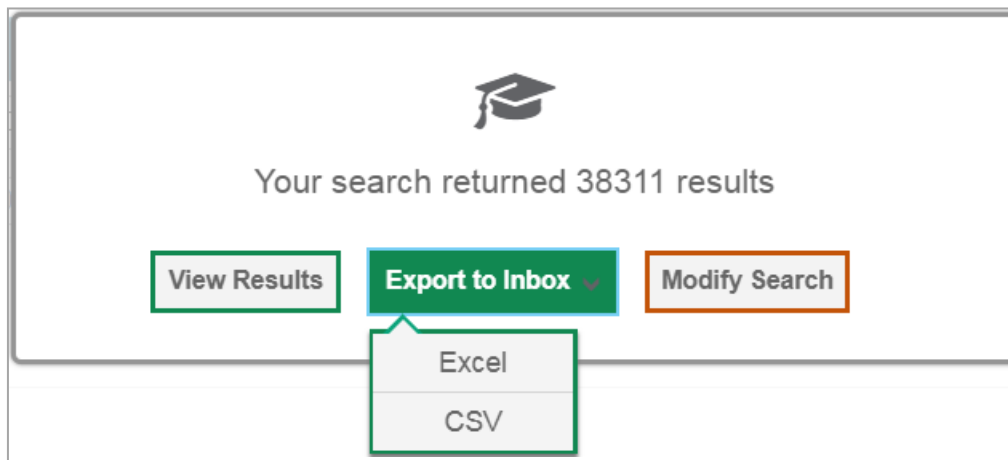 Your search returned 38311 results
View Results Export to Inbox Modify Search
Excel
CSV